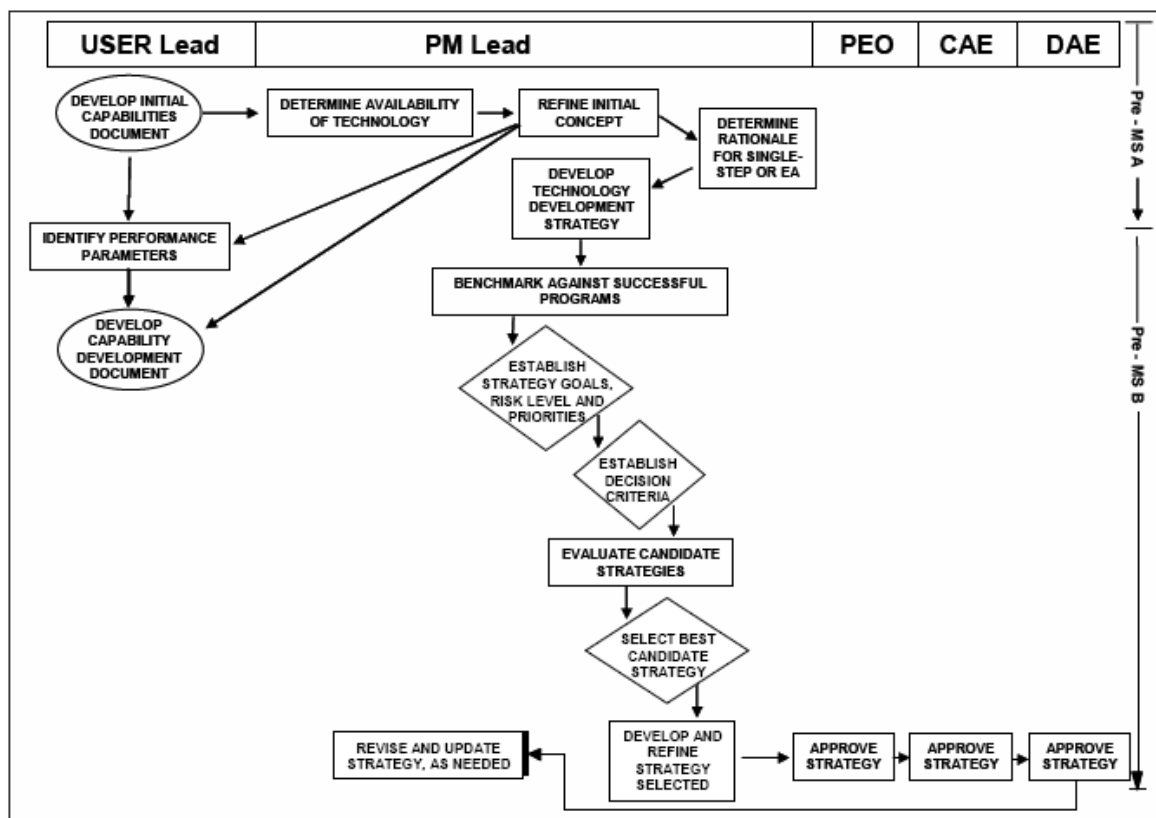 USER Lead
PM Lead
PEO
CAE
DAE
DEVELOP INITIAL
CAPABILITIES
DOCUMENT
DETERMINE AVAILABILITY
OF TECHNOLOGY
REFINE INITIAL
CONCEPT
DETERMINE
RATIONALE
FOR SINGLE-
STEP OR EA
Pre - MS A
DEVELOP
TECHNOLOGY
DEVELOPMENT
STRATEGY
IDENTIFY PERFORMANCE
PARAMETERS
BENCHMARK AGAINST SUCCESSFUL
PROGRAMS
DEVELOP
CAPABILITY
DEVELOPMENT
DOCUMENT
Pre - MS B
ESTABLISH
STRATEGY GOALS,
RISK LEVEL AND
PRIORITIES
ESTABLISH
DECISION
CRITERIA
EVALUATE CANDIDATE
STRATEGIES
SELECT BEST
CANDIDATE
STRATEGY
REVISE AND UPDATE
STRATEGY, AS NEEDED
DEVELOP AND
REFINE
STRATEGY
SELECTED
APPROVE
STRATEGY
APPROVE
STRATEGY
APPROVE
STRATEGY